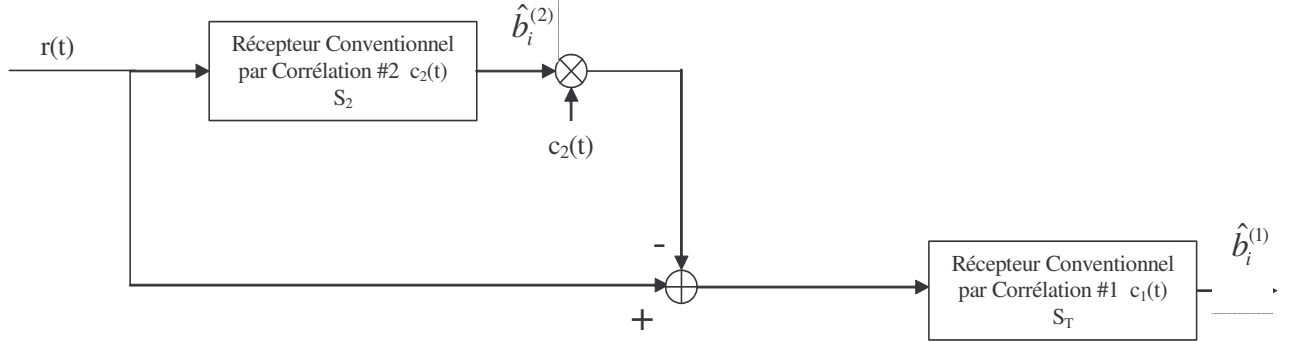 r(t)
Récepteur Conventionnel
par Corrélation #2 c₂(t)
S₂
b̂ᵢ⁽²⁾
c₂(t)
-
+
Récepteur Conventionnel
par Corrélation #1 c₁(t)
S_T
b̂ᵢ⁽¹⁾